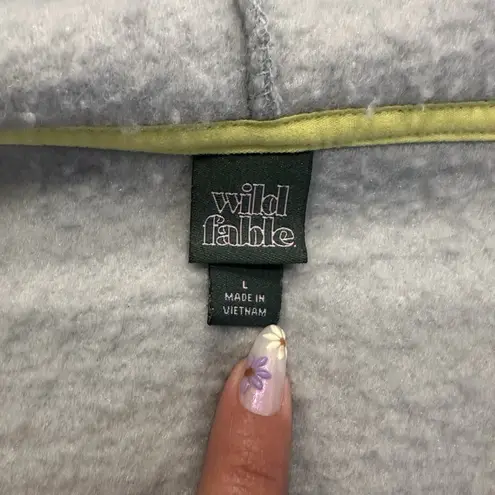 wild
fable.
L
MADE IN
VIETNAM